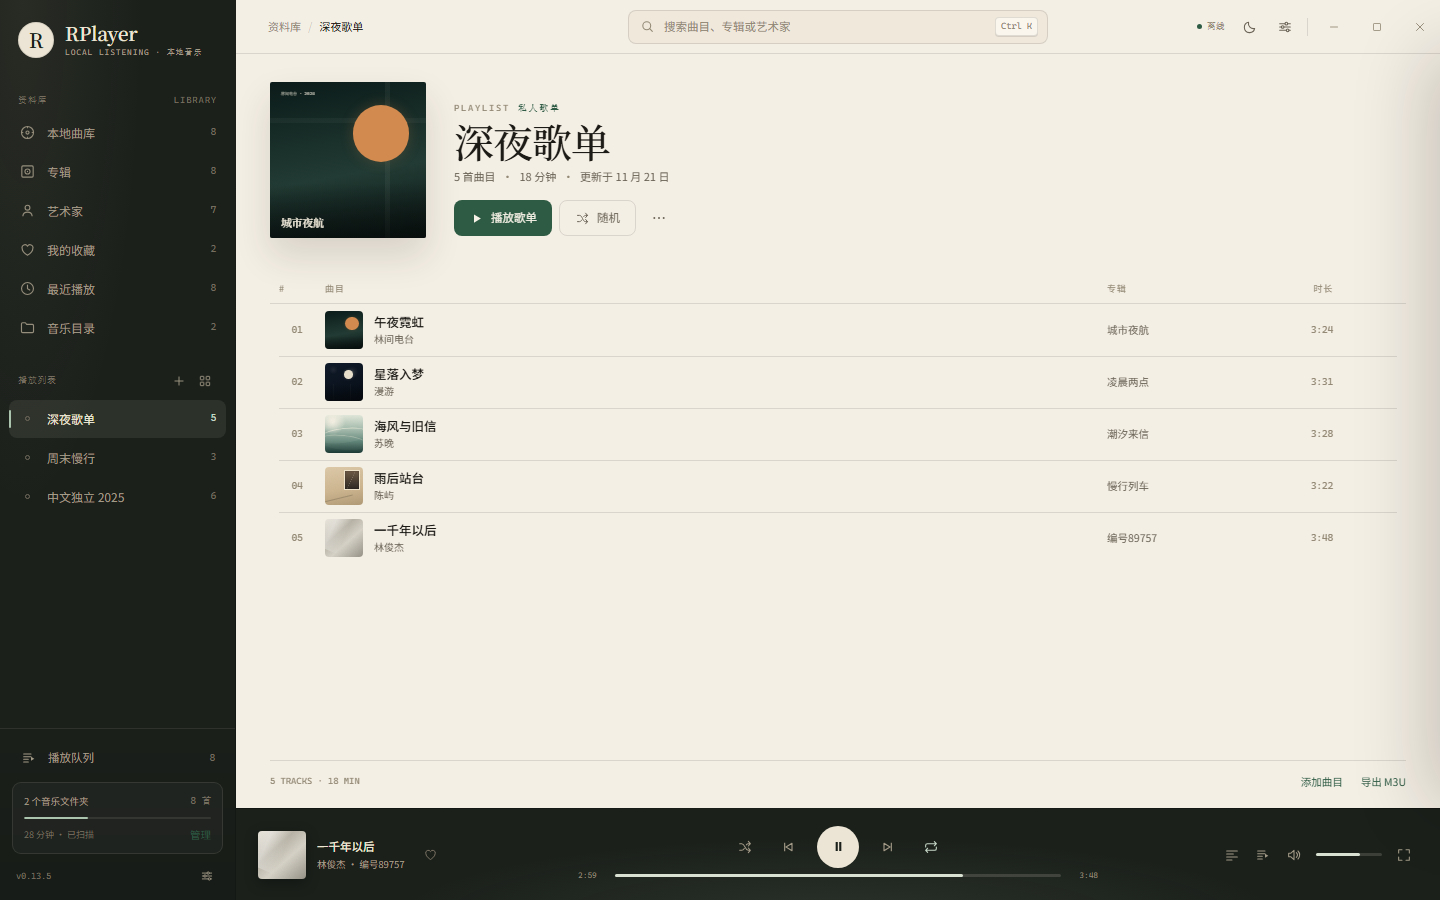 R
RPlayer
LOCAL LISTENING · 本地音乐
资料库 LIBRARY
本地曲库 8
专辑 8
艺术家 7
我的收藏 2
最近播放 8
音乐目录 2
播放列表
深夜歌单 5
周末慢行 3
中文独立 2025 6
播放队列 8
2 个音乐文件夹 8 首
28 分钟 · 已扫描 管理
v0.13.5
资料库 / 深夜歌单
搜索曲目、专辑或艺术家 Ctrl K
城市夜航
PLAYLIST 私人歌单
深夜歌单
5 首曲目 · 18 分钟 · 更新于 11 月 21 日
播放歌单 随机 ···
# 曲目 专辑 时长
01 午夜霓虹 城市夜航 3:24
林间电台
02 星落入梦 凌晨两点 3:31
漫游
03 海风与旧信 潮汐来信 3:28
苏晚
04 雨后站台 慢行列车 3:22
陈屿
05 一千年以后 编号89757 3:48
林俊杰
5 TRACKS · 18 MIN 添加曲目 导出 M3U
一千年以后
林俊杰 · 编号89757
2:59 3:48